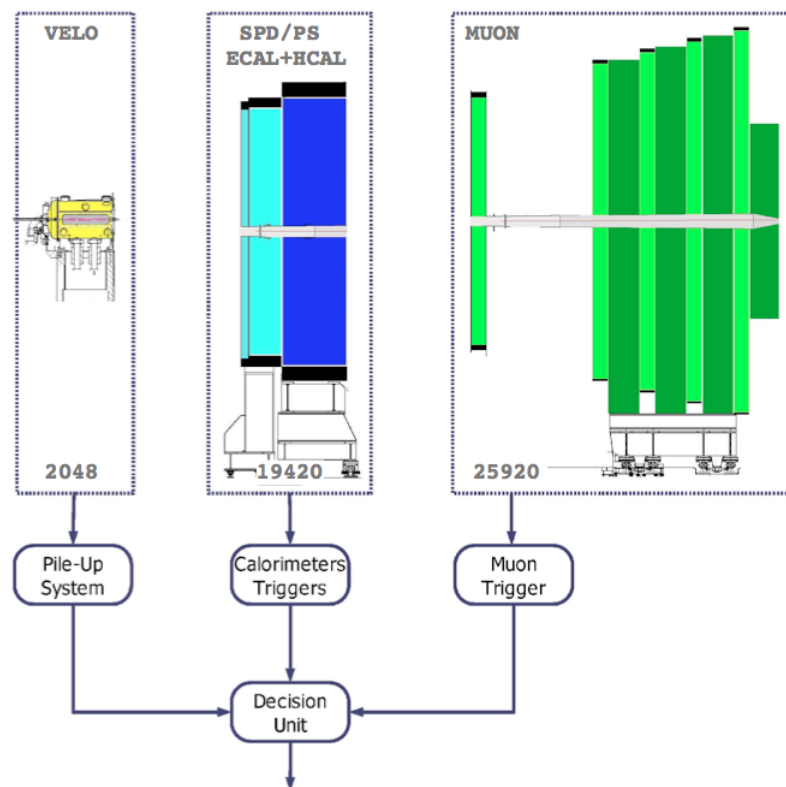 VELO
SPD/PS
ECAL+HCAL
MUON
2048
19420
25920
Pile-Up
System
Calorimeters
Triggers
Muon
Trigger
Decision
Unit